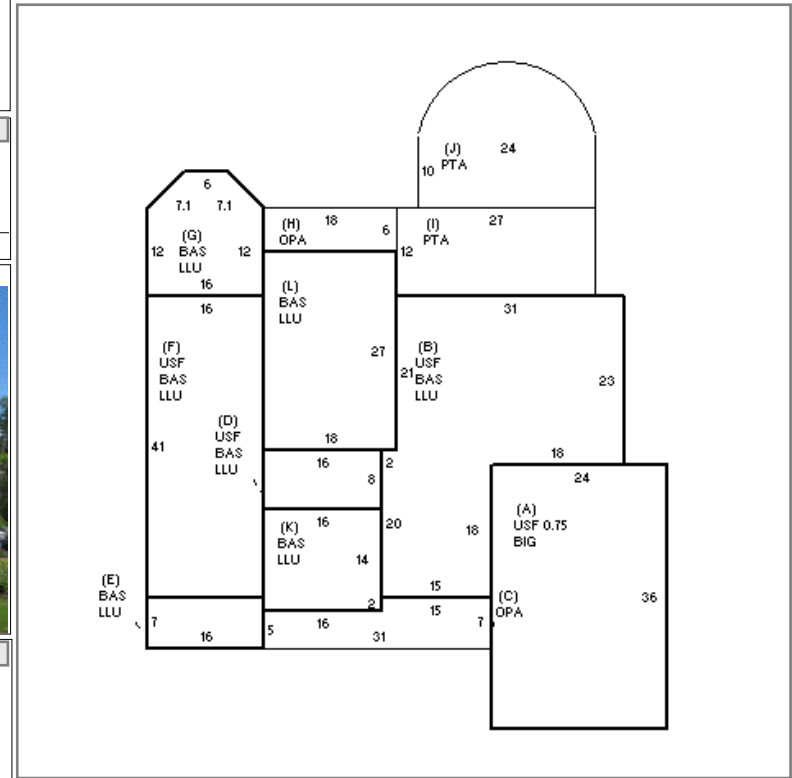 (J)
PTA
24
10
6
7.1 7.1
(G)
BAS
LLU
12
12
16
(H)
OPA
18
6
(I)
PTA
27
12
16
(L)
BAS
LLU
27
18
31
(B)
USF
BAS
LLU
21
23
18
(F)
USF
BAS
LLU
41
(D)
USF
BAS
LLU
16
8
2
24
(A)
USF 0.75
BIG
36
(K)
BAS
LLU
16
14
20
18
15
2
(E)
BAS
LLU
7
16
5
16
31
15
7
(C)
OPA